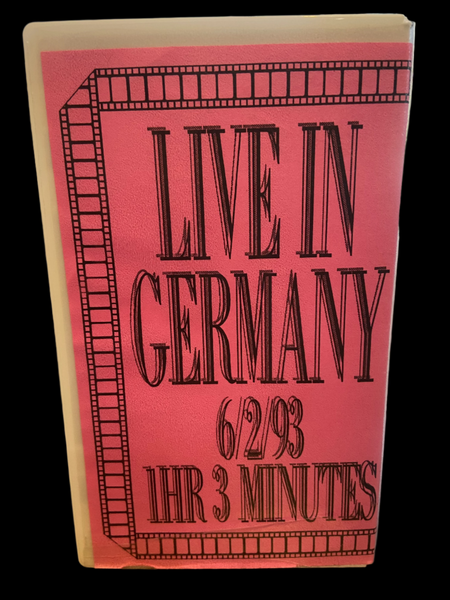 LIVE IN
GERMANY
6/2/93
1HR 3 MINUTES